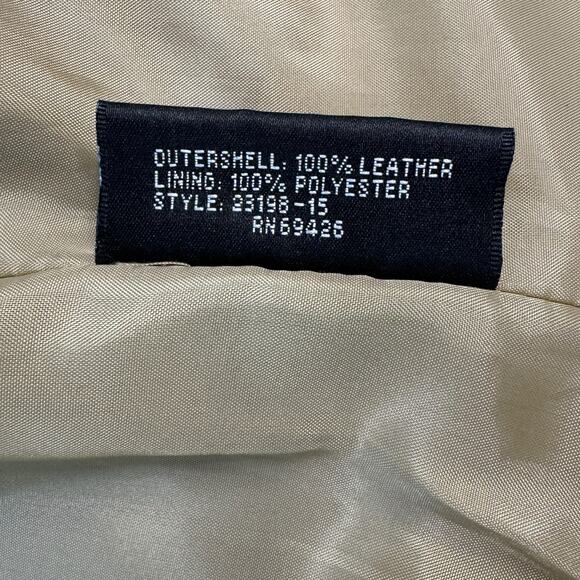 OUTERSHELL: 100% LEATHER
LINING: 100% POLYESTER
STYLE: 23198-15
RN69426